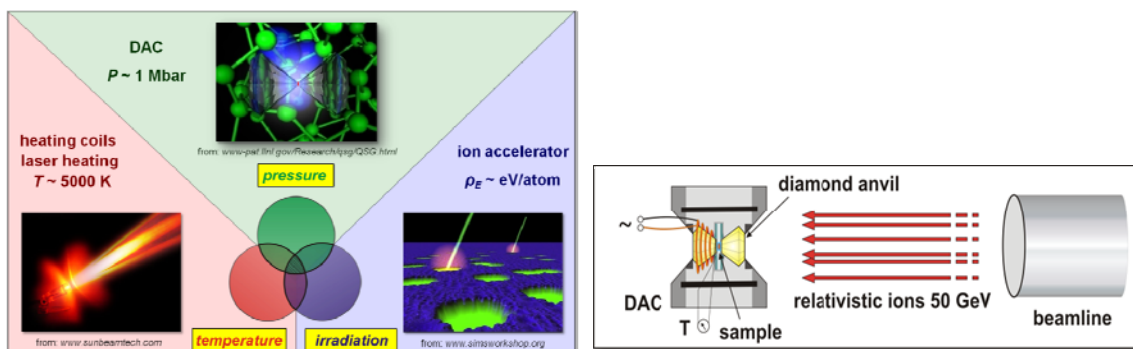 DAC
P ~ 1 Mbar
from: www-pat.llnl.gov/Research/qsg/QSG.html
heating coils
laser heating
T ~ 5000 K
ion accelerator
ρE ~ eV/atom
pressure
temperature
irradiation
from: www.sunbeamtech.com
from: www.simsworkshop.org
diamond anvil
~
DAC
T
sample
relativistic ions 50 GeV
beamline